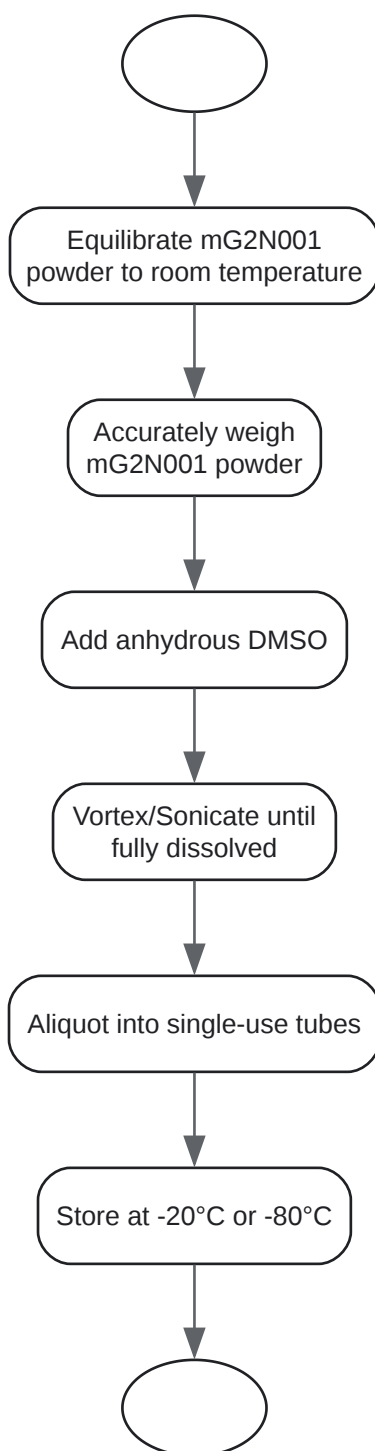 Equilibrate mG2N001
powder to room temperature
Accurately weigh
mG2N001 powder
Add anhydrous DMSO
Vortex/Sonicate until
fully dissolved
Aliquot into single-use tubes
Store at -20°C or -80°C